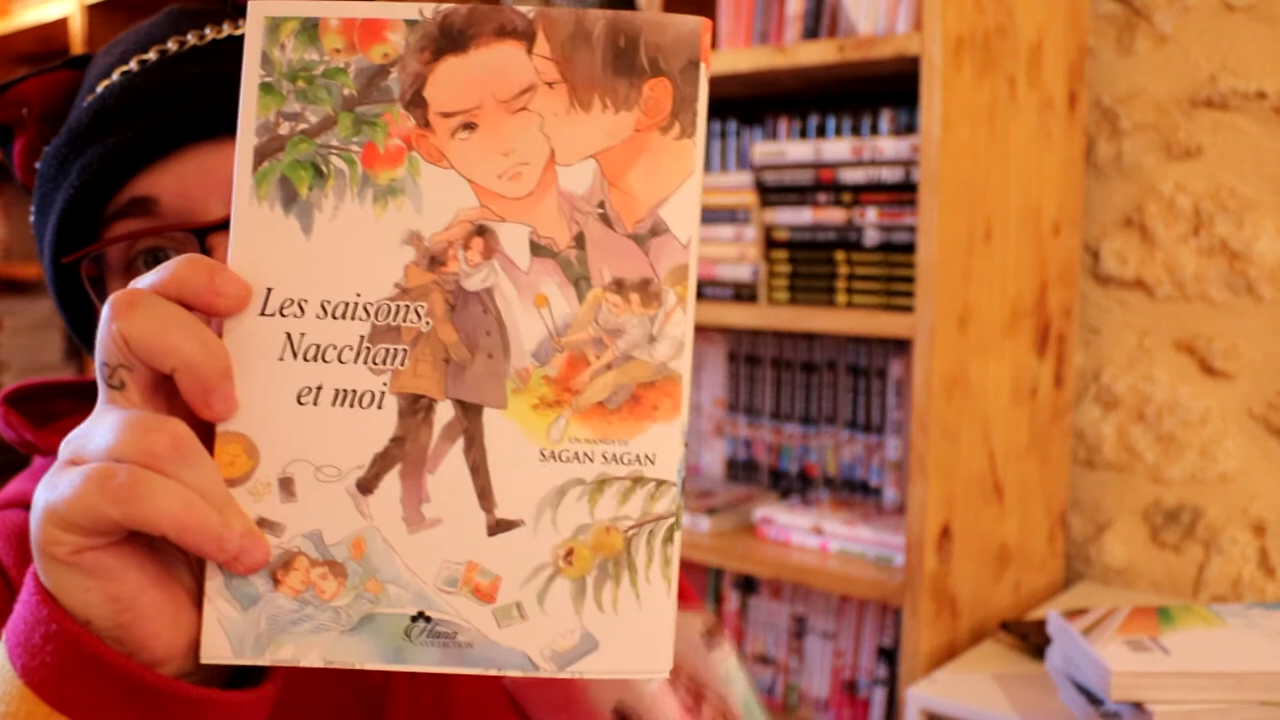 Les saisons,
Nacchan
et moi
UN MANGA DE
SAGAN SAGAN
Hana
COLLECTION